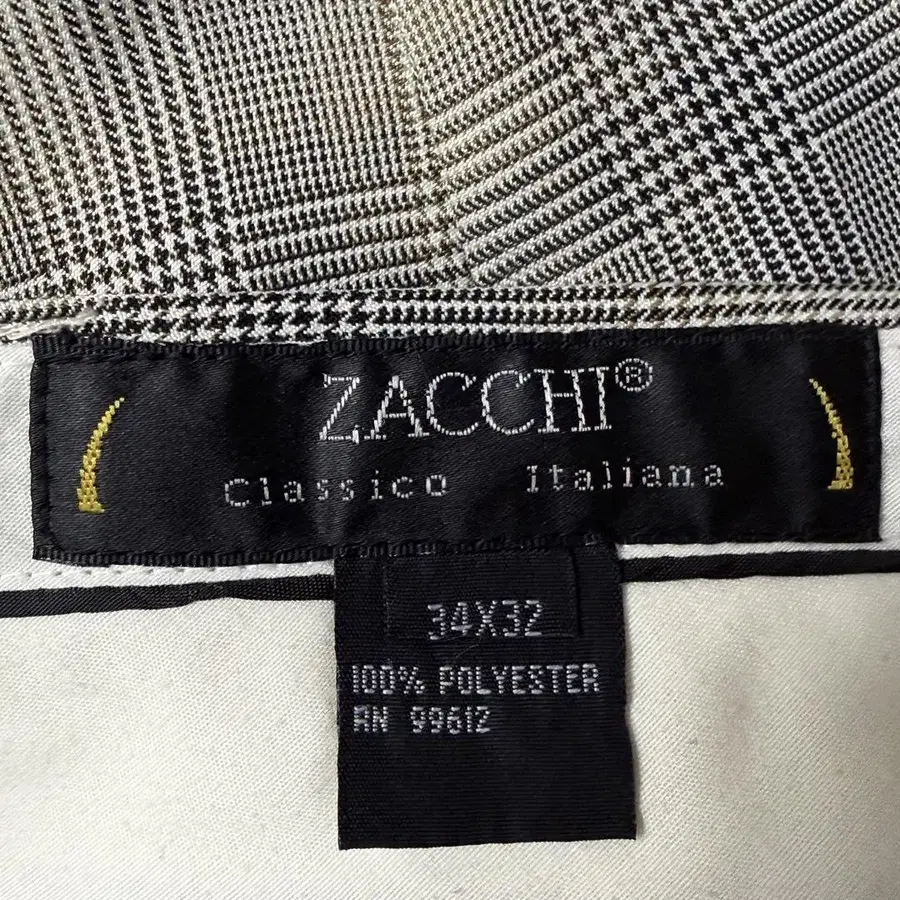 ZACCHI®
Classico Italiana
34X32
100% POLYESTER
RN 99612